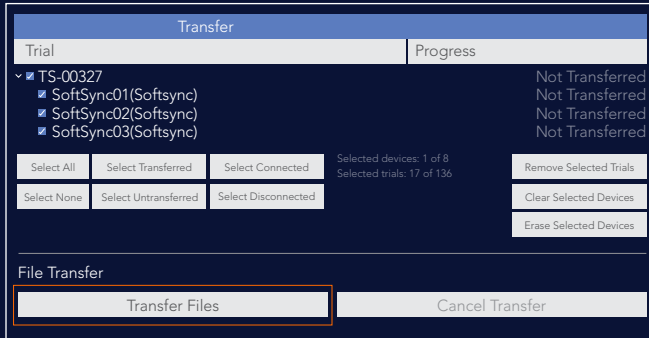 Transfer
Trial Progress
TS-00327 Not Transferred
SoftSync01(Softsync) Not Transferred
SoftSync02(Softsync) Not Transferred
SoftSync03(Softsync) Not Transferred
Select All Select Transferred Select Connected Selected devices: 1 of 8 Remove Selected Trials
Selected trials: 17 of 136
Select None Select Untransferred Select Disconnected Clear Selected Devices
Erase Selected Devices
File Transfer
Transfer Files Cancel Transfer